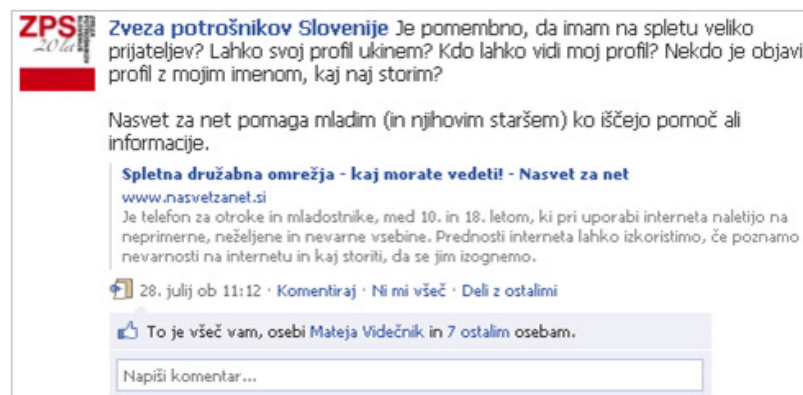 ZPS
20 let
Zveza potrošnikov Slovenije Je pomembno, da imam na spletu veliko
prijateljev? Lahko svoj profil ukinem? Kdo lahko vidi moj profil? Nekdo je objavi
profil z mojim imenom, kaj naj storim?
Nasvet za net pomaga mladim (in njihovim staršem) ko iščejo pomoč ali
informacije.
Spletna družabna omrežja - kaj morate vedeti! - Nasvet za net
www.nasvetzanet.si
Je telefon za otroke in mladostnike, med 10. in 18. letom, ki pri uporabi interneta naletijo na
neprimerne, neželjene in nevarne vsebine. Prednosti interneta lahko izkoristimo, če poznamo
nevarnosti na internetu in kaj storiti, da se jim izognemo.
28. julij ob 11:12 · Komentiraj · Ni mi všeč · Deli z ostalimi
To je všeč vam, osebi Mateja Videčnik in 7 ostalim osebam.
Napiši komentar...